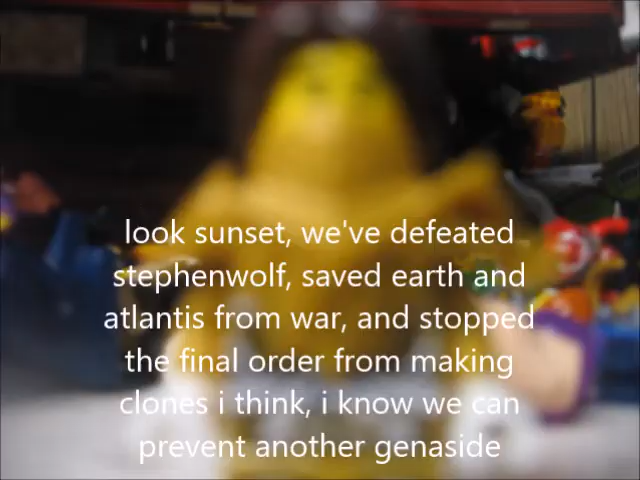 look sunset, we've defeated
stephenwolf, saved earth and
atlantis from war, and stopped
the final order from making
clones i think, i know we can
prevent another genaside